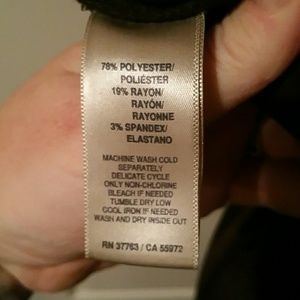 78% POLYESTER/
POLIÉSTER
19% RAYON/
RAYÓN/
RAYONNE
3% SPANDEX/
ELASTANO
MACHINE WASH COLD
SEPARATELY
DELICATE CYCLE
ONLY NON-CHLORINE
BLEACH IF NEEDED
TUMBLE DRY LOW
COOL IRON IF NEEDED
WASH AND DRY INSIDE OUT
RN 37763 / CA 55972